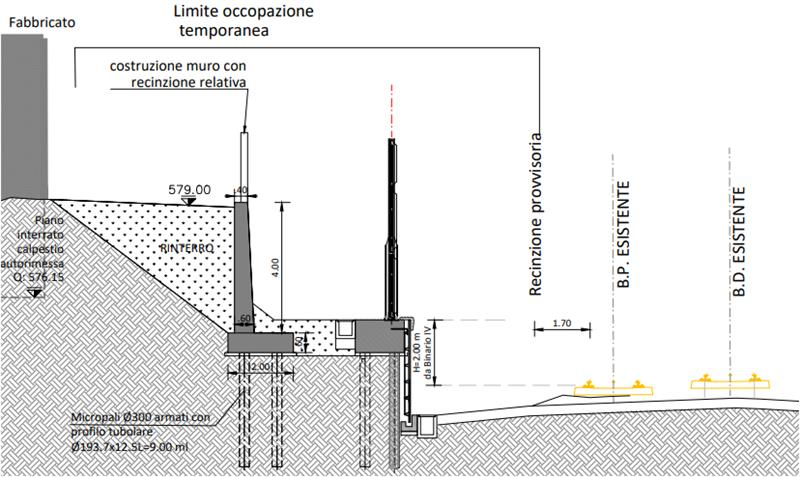 Fabbricato
Limite occopazione
temporanea
costruzione muro con
recinzione relativa
579.00
.40
Piano
interrato
calpestio
autorimessa
Q: 576.15
RINTERRO
4.00
.60
.60
2.00
H=2.00 m
da Binario IV
Recinzione provvisoria
1.70
B.P. ESISTENTE
B.D. ESISTENTE
Micropali Ø300 armati con
profilo tubolare
Ø193.7x12.5L=9.00 ml